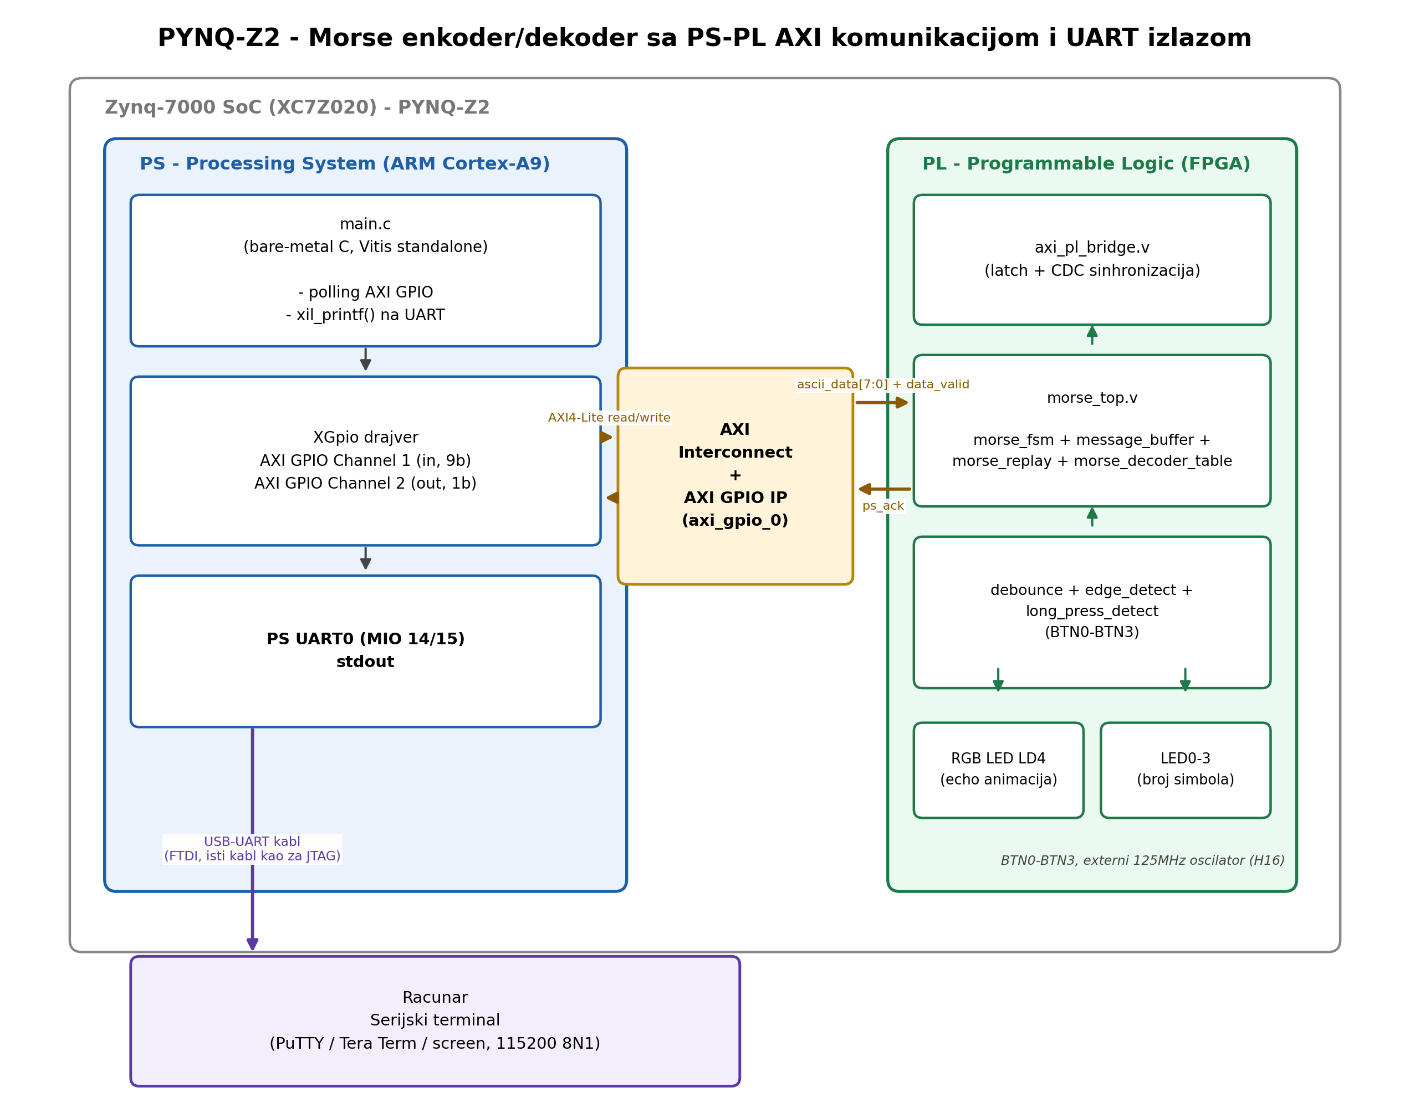 PYNQ-Z2 - Morse enkoder/dekoder sa PS-PL AXI komunikacijom i UART izlazom
Zynq-7000 SoC (XC7Z020) - PYNQ-Z2
PS - Processing System (ARM Cortex-A9)
main.c
(bare-metal C, Vitis standalone)
- polling AXI GPIO
- xil_printf() na UART
XGpio drajver
AXI GPIO Channel 1 (in, 9b)
AXI GPIO Channel 2 (out, 1b)
PS UART0 (MIO 14/15)
stdout
USB-UART kabl
(FTDI, isti kabl kao za JTAG)
AXI4-Lite read/write
AXI
Interconnect
+
AXI GPIO IP
(axi_gpio_0)
ascii_data[7:0] + data_valid
ps_ack
PL - Programmable Logic (FPGA)
axi_pl_bridge.v
(latch + CDC sinhronizacija)
morse_top.v
morse_fsm + message_buffer +
morse_replay + morse_decoder_table
debounce + edge_detect +
long_press_detect
(BTN0-BTN3)
RGB LED LD4
(echo animacija)
LED0-3
(broj simbola)
BTN0-BTN3, externi 125MHz oscilator (H16)
Racunar
Serijski terminal
(PuTTY / Tera Term / screen, 115200 8N1)